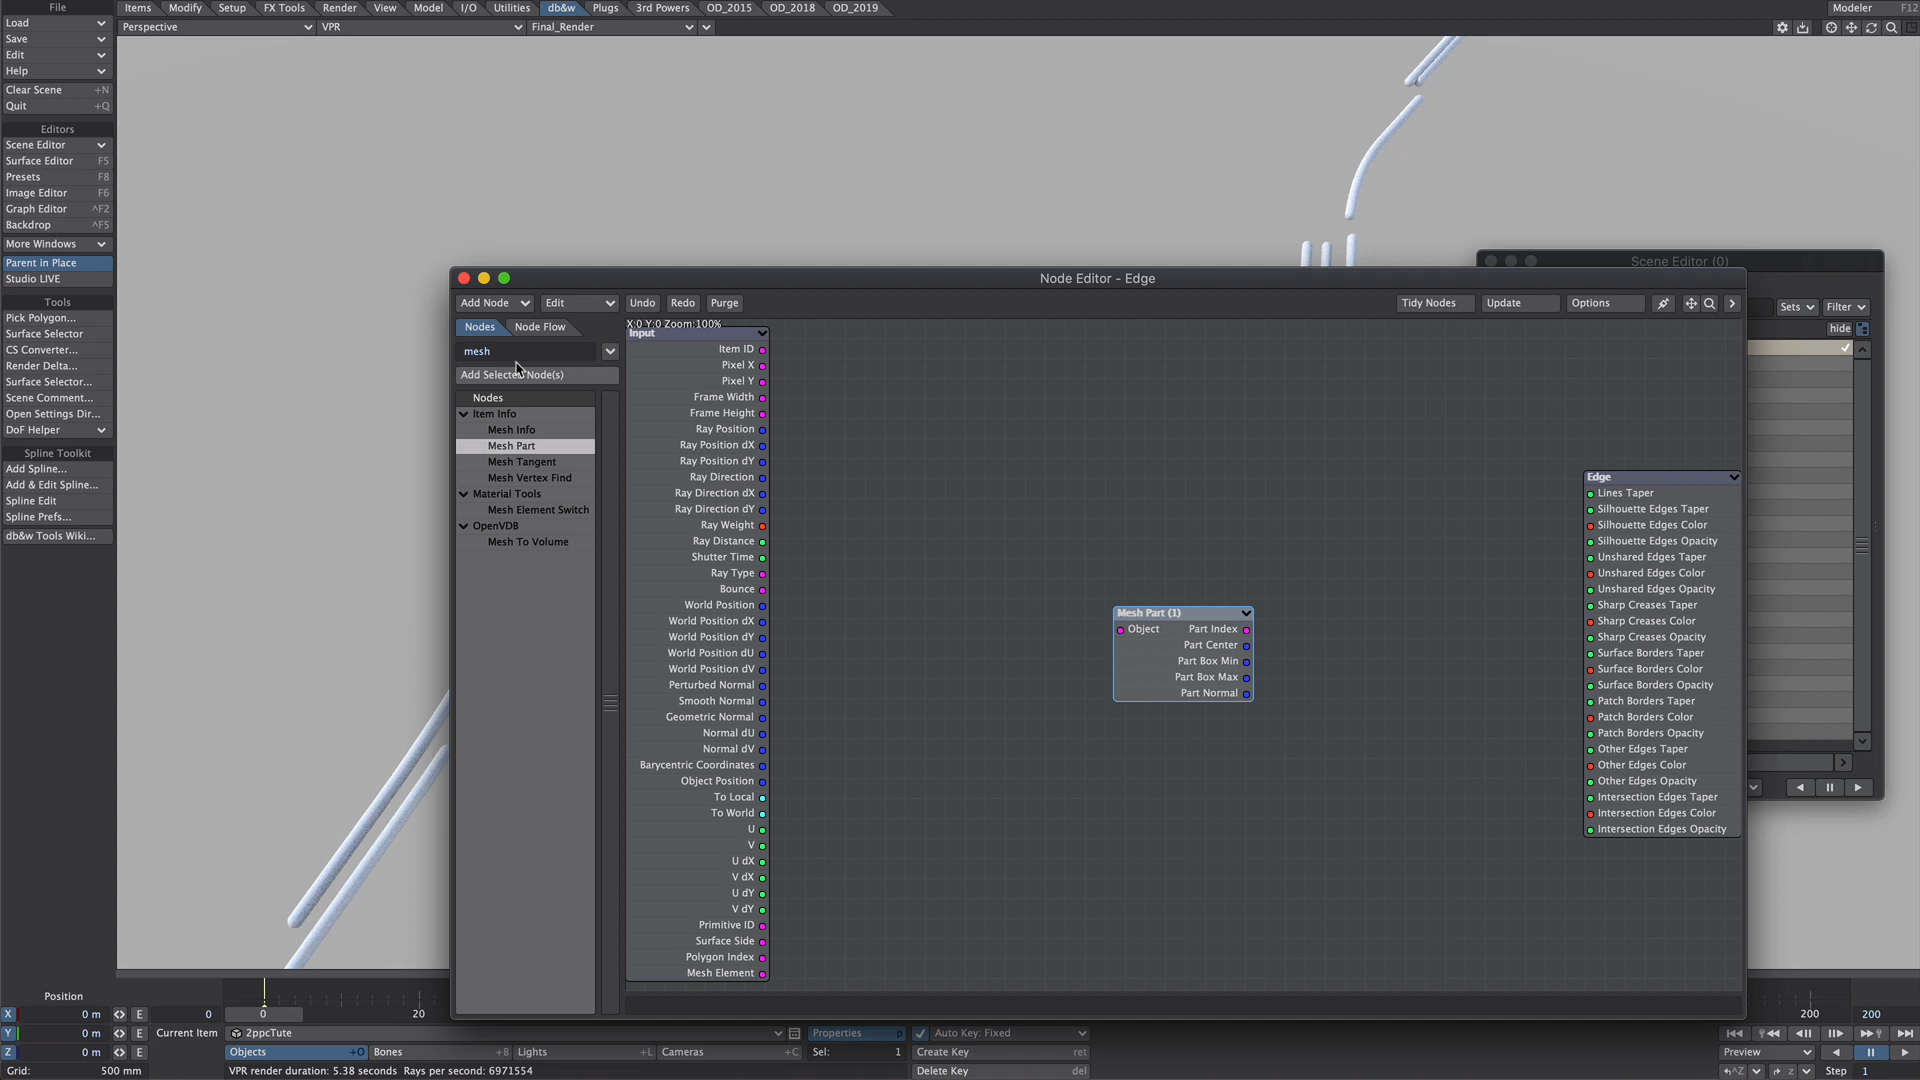 File
Items
Modify
Setup
FX Tools
Render
View
Model
I/O
Utilities
db&w
Plugs
3rd Powers
OD_2015
OD_2018
OD_2019
Modeler F12
Load
Save
Edit
Help
Clear Scene +N
Quit +Q
Perspective
VPR
Final_Render
Editors
Scene Editor
Surface Editor F5
Presets F8
Image Editor F6
Graph Editor ^F2
Backdrop ^F5
More Windows
Parent in Place
Studio LIVE
Tools
Pick Polygon...
Surface Selector
CS Converter...
Render Delta...
Surface Selector...
Scene Comment...
Open Settings Dir...
DoF Helper
Spline Toolkit
Add Spline...
Add & Edit Spline...
Spline Edit
Spline Prefs...
db&w Tools Wiki...
Scene Editor (0)
Sets
Filter
hide
Node Editor - Edge
Add Node
Edit
Undo
Redo
Purge
Tidy Nodes
Update
Options
Nodes
Node Flow
mesh
Add Selected Node(s)
Nodes
Item Info
Mesh Info
Mesh Part
Mesh Tangent
Mesh Vertex Find
Material Tools
Mesh Element Switch
OpenVDB
Mesh To Volume
X:0 Y:0 Zoom:100%
Input
Item ID
Pixel X
Pixel Y
Frame Width
Frame Height
Ray Position
Ray Position dX
Ray Position dY
Ray Direction
Ray Direction dX
Ray Direction dY
Ray Weight
Ray Distance
Shutter Time
Ray Type
Bounce
World Position
World Position dX
World Position dY
World Position dU
World Position dV
Perturbed Normal
Smooth Normal
Geometric Normal
Normal dU
Normal dV
Barycentric Coordinates
Object Position
To Local
To World
U
V
U dX
V dX
U dY
V dY
Primitive ID
Surface Side
Polygon Index
Mesh Element
Mesh Part (1)
Object Part Index
Part Center
Part Box Min
Part Box Max
Part Normal
Edge
Lines Taper
Silhouette Edges Taper
Silhouette Edges Color
Silhouette Edges Opacity
Unshared Edges Taper
Unshared Edges Color
Unshared Edges Opacity
Sharp Creases Taper
Sharp Creases Color
Sharp Creases Opacity
Surface Borders Taper
Surface Borders Color
Surface Borders Opacity
Patch Borders Taper
Patch Borders Color
Patch Borders Opacity
Other Edges Taper
Other Edges Color
Other Edges Opacity
Intersection Edges Taper
Intersection Edges Color
Intersection Edges Opacity
Position
X 0 m E 0
0 20 200 200
Y 0 m E Current Item 2ppcTute Properties p Auto Key: Fixed
Z 0 m E Objects +O Bones +B Lights +L Cameras +C Sel: 1 Create Key ret Preview
Grid: 500 mm VPR render duration: 5.38 seconds Rays per second: 6971554 Delete Key del ^Z z Step 1